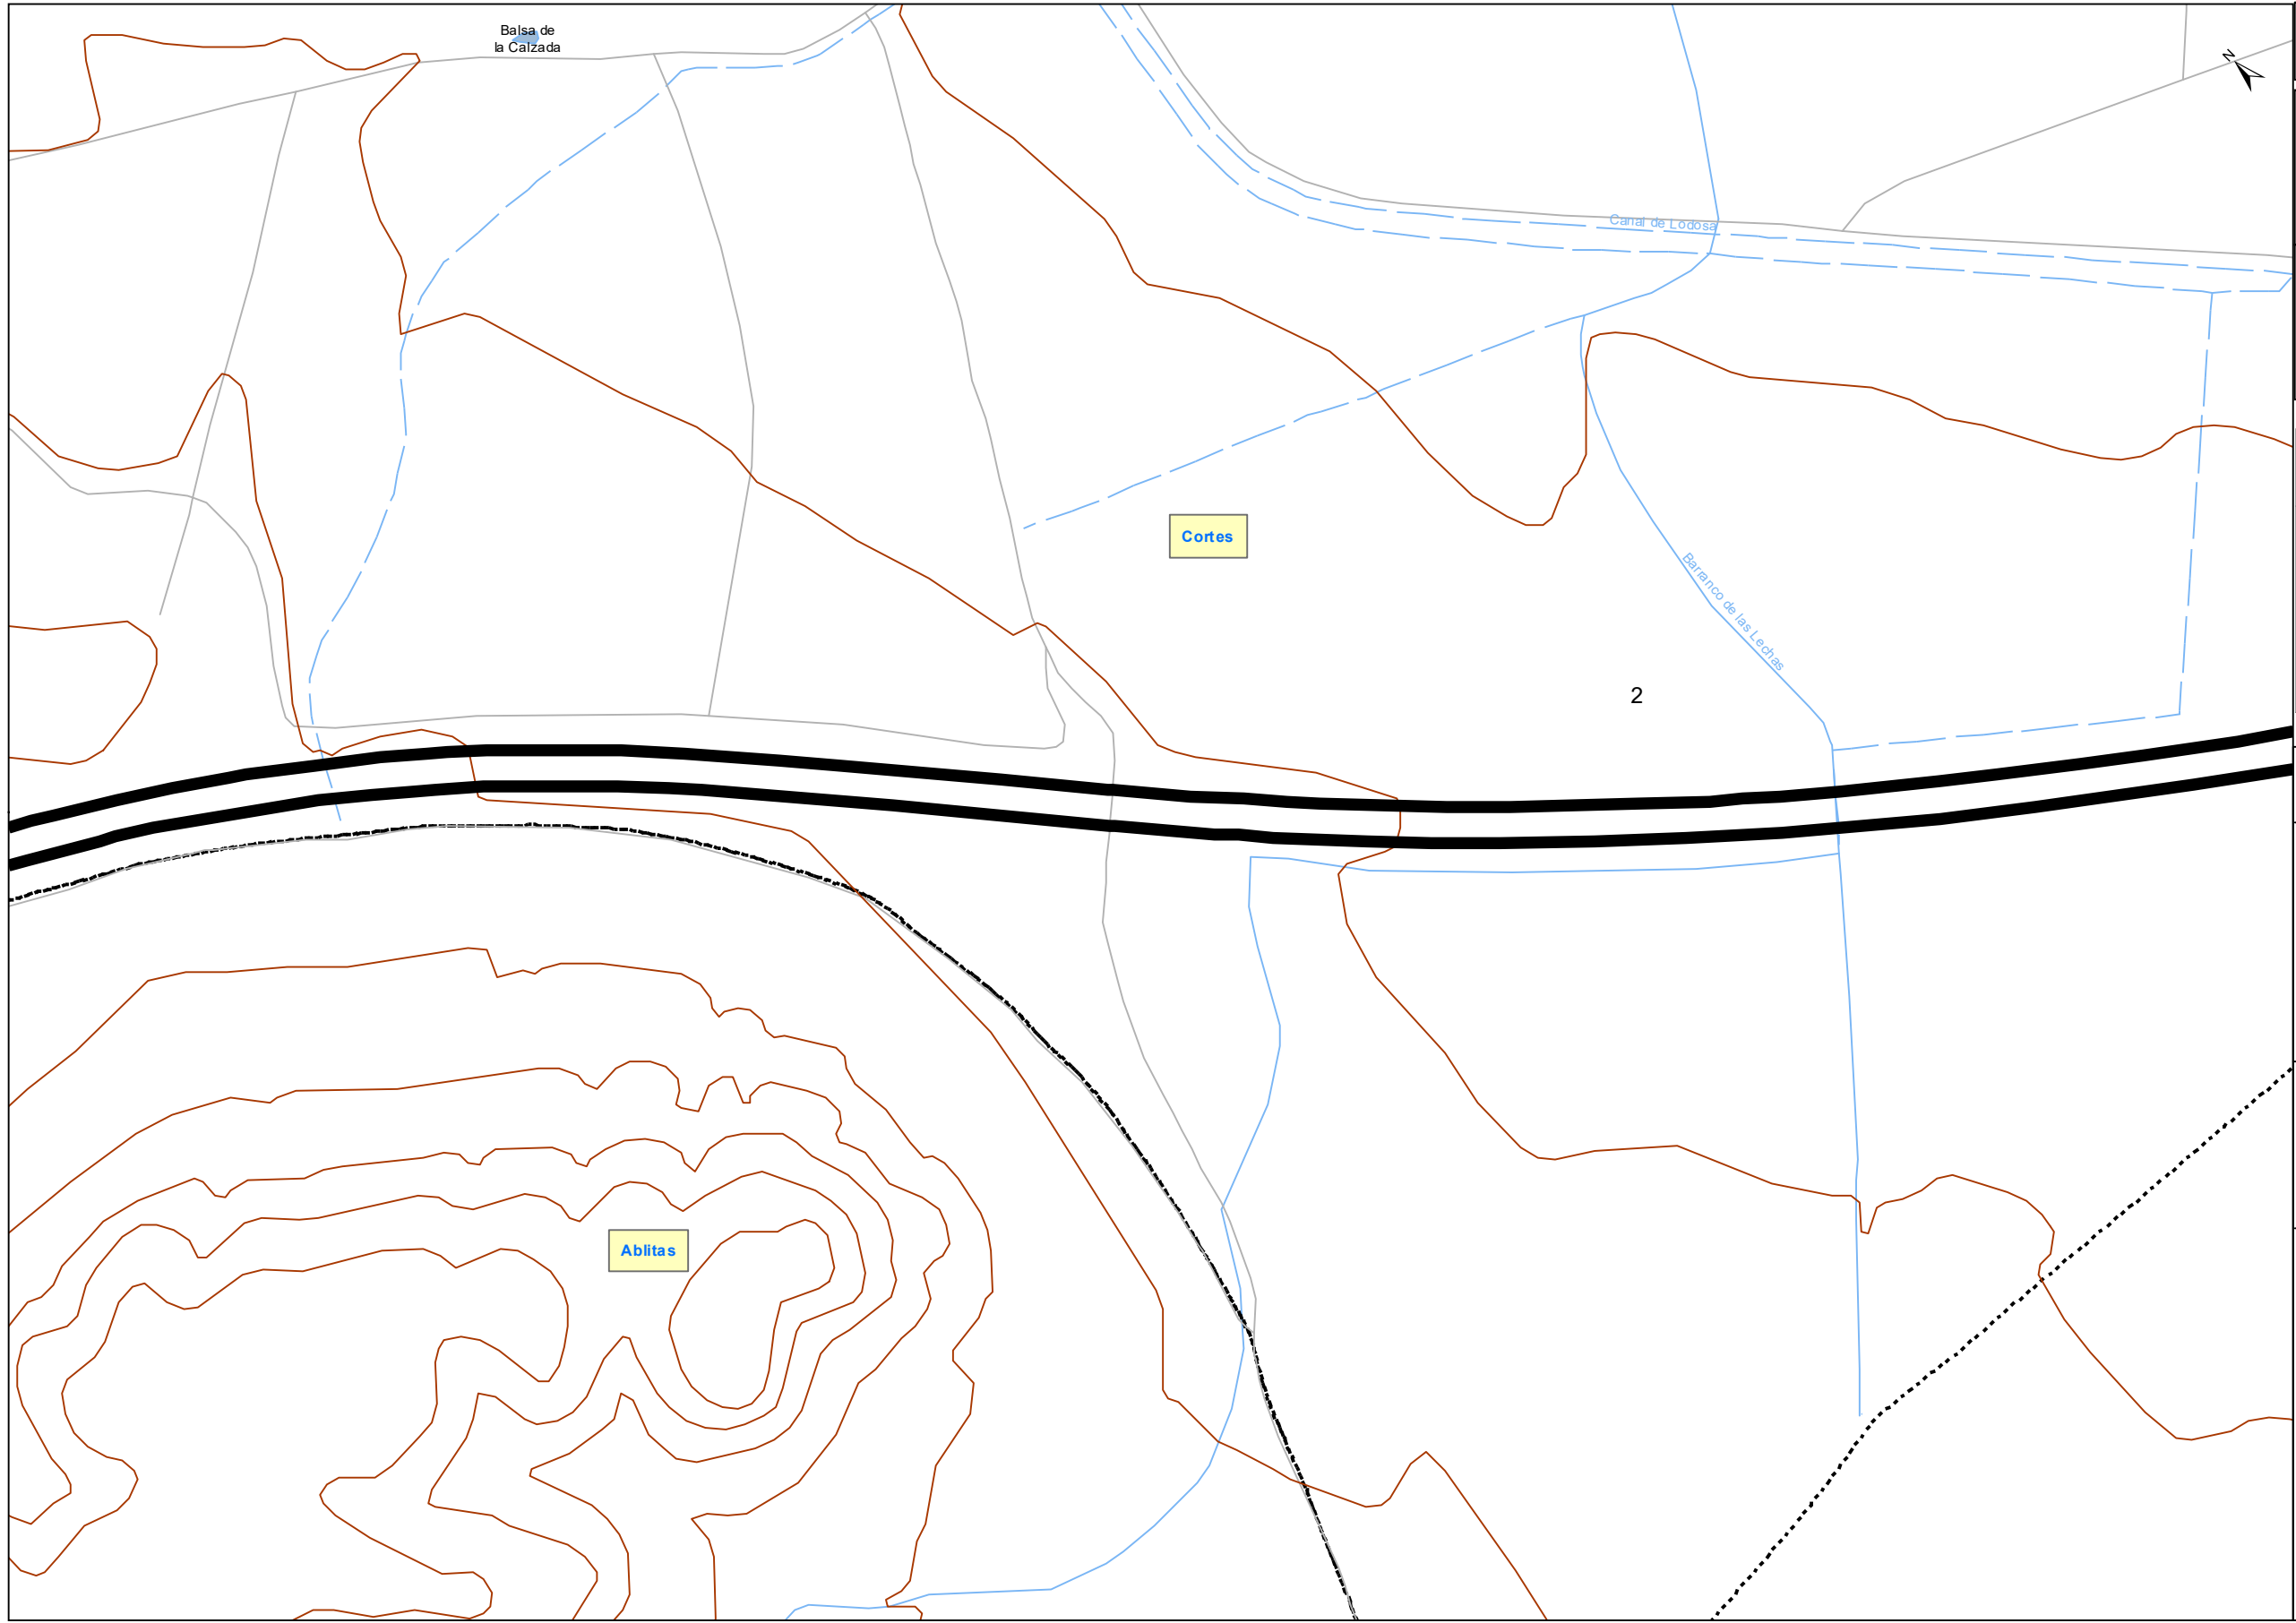 Balsa de
la Calzada
N
Canal de Lodosa
Cortes
Barranco de las Lechas
2
Ablitas